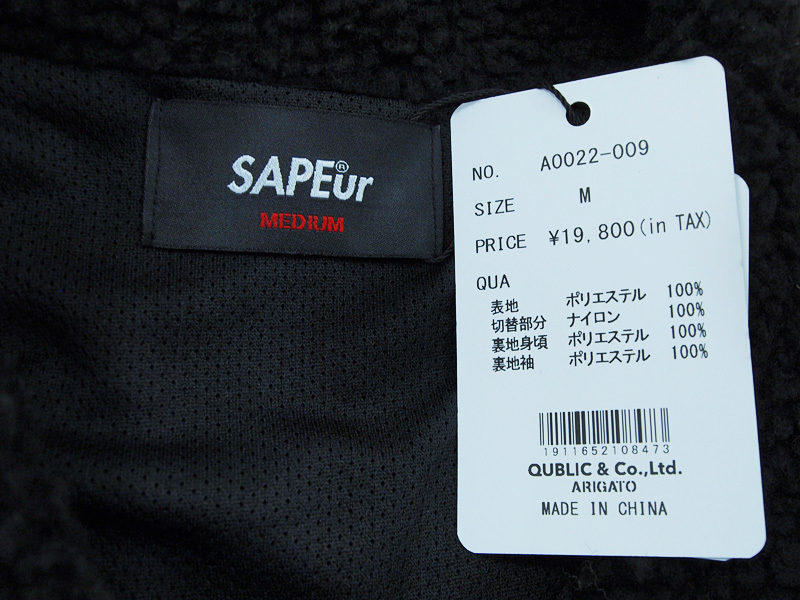 SAPEur®
MEDIUM
NO. A0022-009
SIZE M
PRICE ¥19,800(in TAX)
QUA
表地 ポリエステル 100%
切替部分 ナイロン 100%
裏地身頃 ポリエステル 100%
裏地袖 ポリエステル 100%
1911652108473
QUBLIC & Co.,Ltd.
ARIGATO
MADE IN CHINA